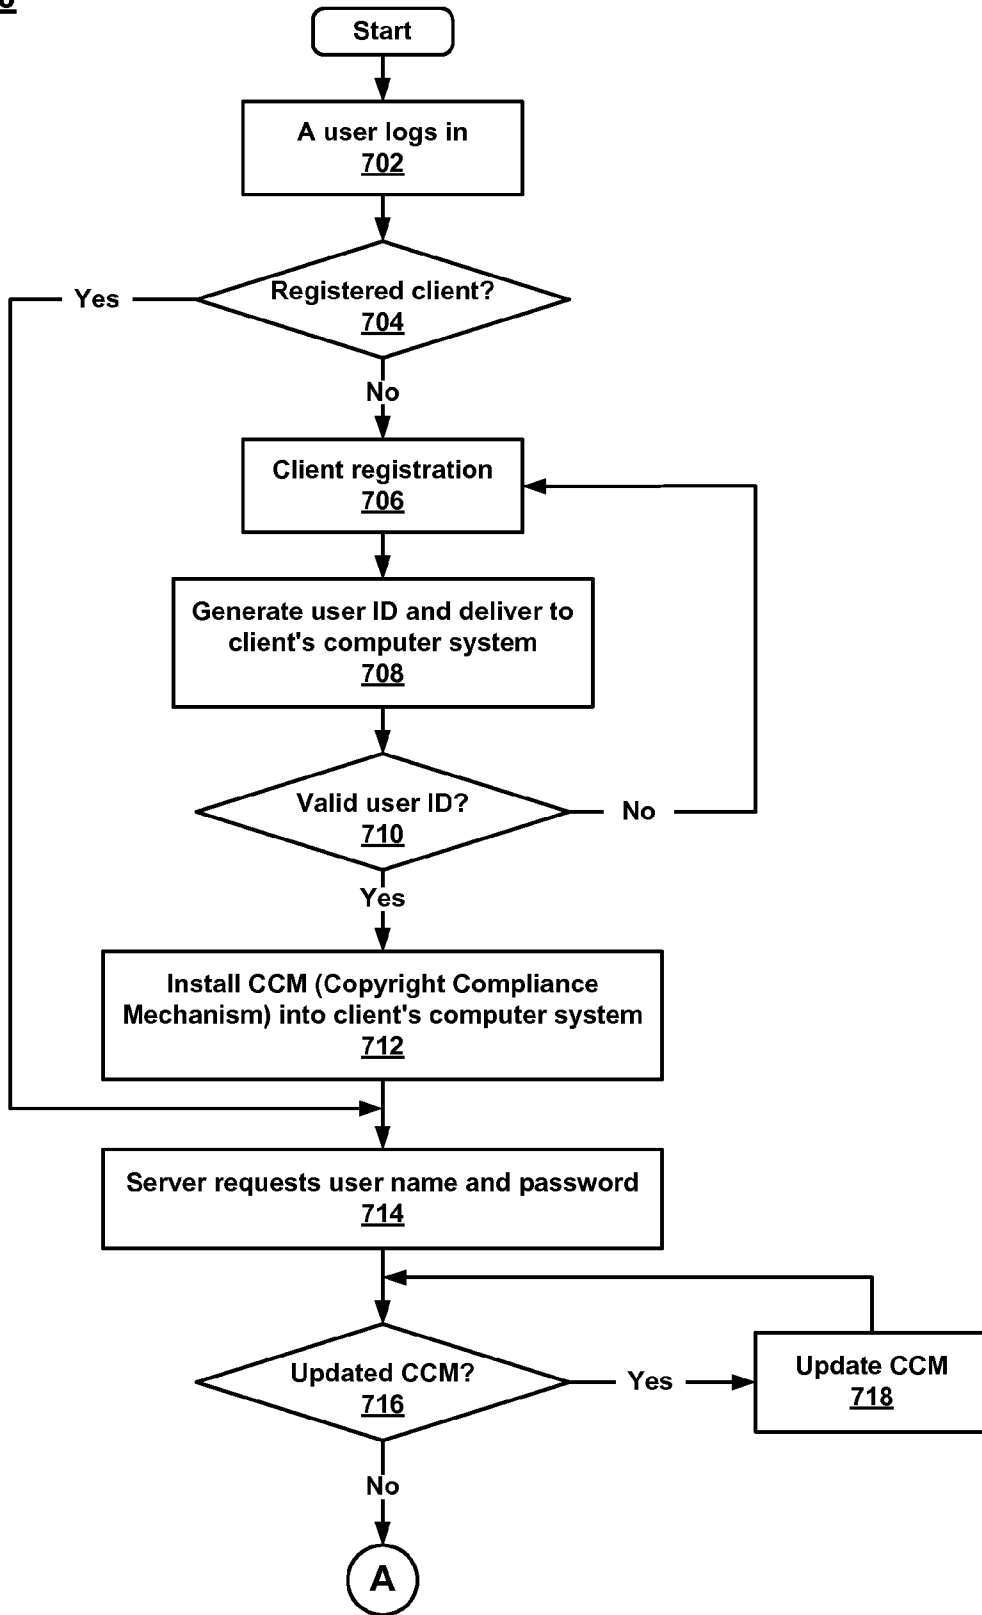 Start
A user logs in
702
Registered client?
704
Yes
No
Client registration
706
Generate user ID and deliver to
client's computer system
708
Valid user ID?
710
No
Yes
Install CCM (Copyright Compliance
Mechanism) into client's computer system
712
Server requests user name and password
714
Updated CCM?
716
Yes
Update CCM
718
No
A